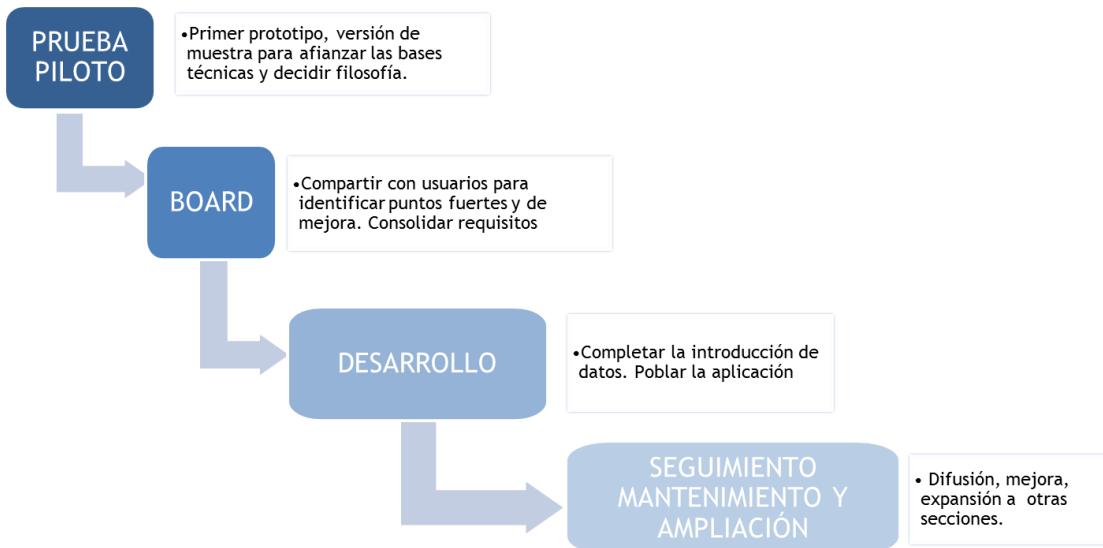 PRUEBA
PILOTO
•Primer prototipo, versión de
muestra para afianzar las bases
técnicas y decidir filosofía.
BOARD
•Compartir con usuarios para
identificar puntos fuertes y de
mejora. Consolidar requisitos
DESARROLLO
•Completar la introducción de
datos. Poblar la aplicación
SEGUIMIENTO
MANTENIMIENTO Y
AMPLIACIÓN
• Difusión, mejora,
expansión a otras
secciones.